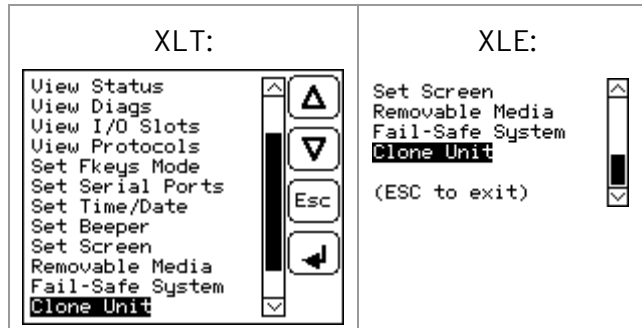 XLT:
View Status
View Diags
View I/O Slots
View Protocols
Set Fkeys Mode
Set Serial Ports
Set Time/Date
Set Beeper
Set Screen
Removable Media
Fail-Safe System
Clone Unit
Esc
XLE:
Set Screen
Removable Media
Fail-Safe System
Clone Unit
(ESC to exit)